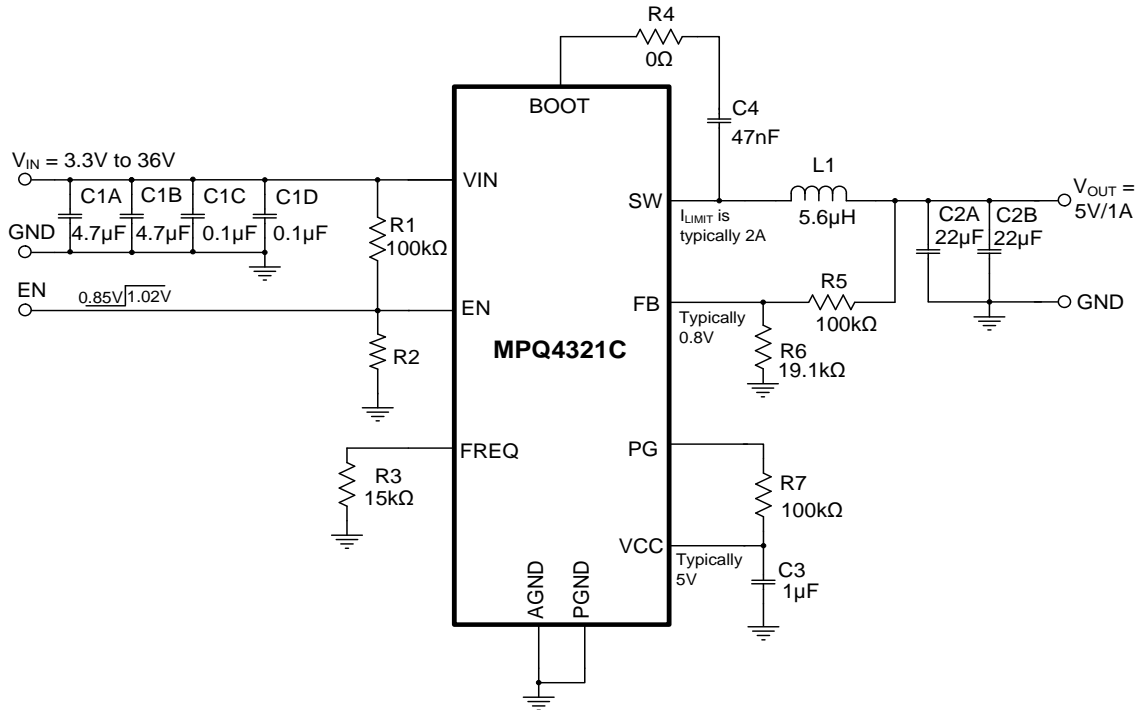 R4
0Ω
BOOT
C4
47nF
VIN = 3.3V to 36V
C1A
C1B
C1C
C1D
4.7µF
4.7µF
0.1µF
0.1µF
GND
VIN
R1
100kΩ
SW
ILIMIT is
typically 2A
L1
5.6µH
C2A
22µF
C2B
22µF
VOUT =
5V/1A
EN
0.85V
1.02V
EN
R2
FB
Typically
0.8V
R5
100kΩ
R6
19.1kΩ
GND
MPQ4321C
FREQ
R3
15kΩ
PG
R7
100kΩ
VCC
Typically
5V
C3
1µF
AGND
PGND